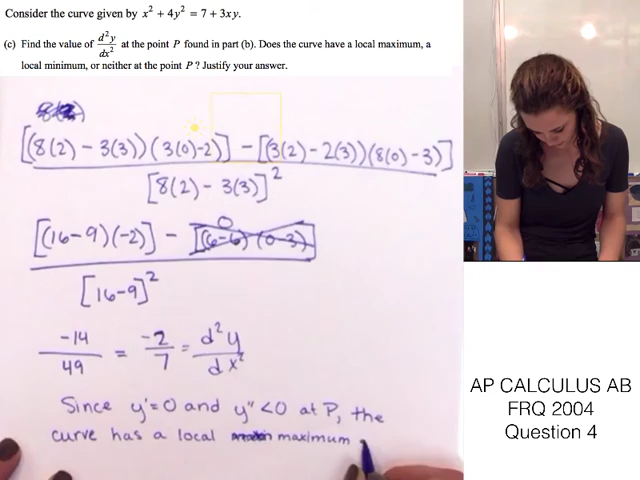 Consider the curve given by x² + 4y² = 7 + 3xy.
(c) Find the value of d²y/dx² at the point P found in part (b). Does the curve have a local maximum, a
local minimum, or neither at the point P? Justify your answer.
[(8(2) - 3(3))(3(0)-2)] - [(3(2) - 2(3))(8(0)-3)]
[8(2) - 3(3)]²
0
[(16-9)(-2)] - [(6-6)(0-3)]
[16-9]²
-14/49 = -2/7 = d²y/dx²
Since y'=0 and y"<0 at P, the
curve has a local maximum
AP CALCULUS AB
FRQ 2004
Question 4